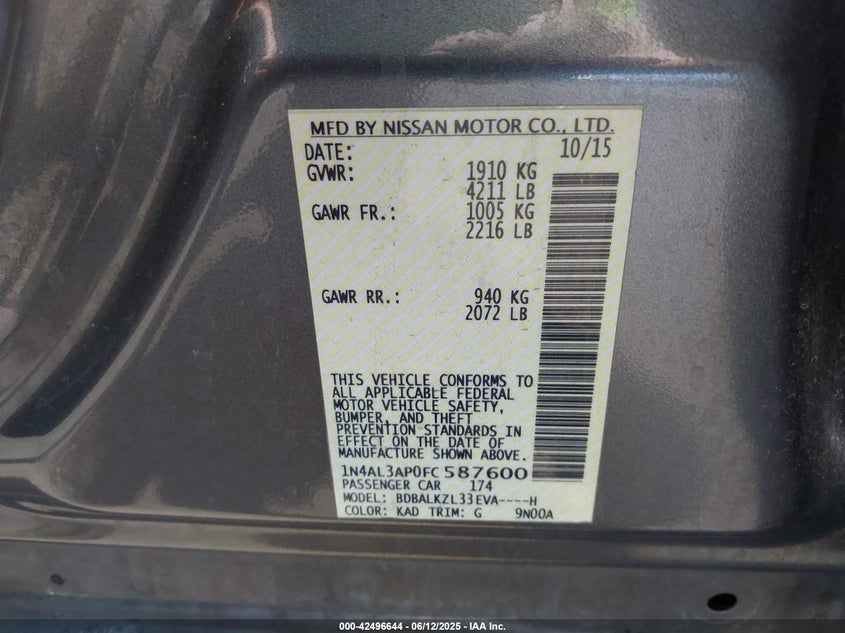 MFD BY NISSAN MOTOR CO., LTD.
DATE: 10/15
GVWR: 1910 KG
4211 LB
GAWR FR.: 1005 KG
2216 LB
GAWR RR.: 940 KG
2072 LB
THIS VEHICLE CONFORMS TO
ALL APPLICABLE FEDERAL
MOTOR VEHICLE SAFETY,
BUMPER, AND THEFT
PREVENTION STANDARDS IN
EFFECT ON THE DATE OF
MANUFACTURE SHOWN ABOVE.
1N4AL3AP0FC587600
PASSENGER CAR 174
MODEL: BDBALKZL33EVA----H
COLOR: KAD TRIM: G 9N00A
000-42496644 - 06/12/2025 - IAA Inc.